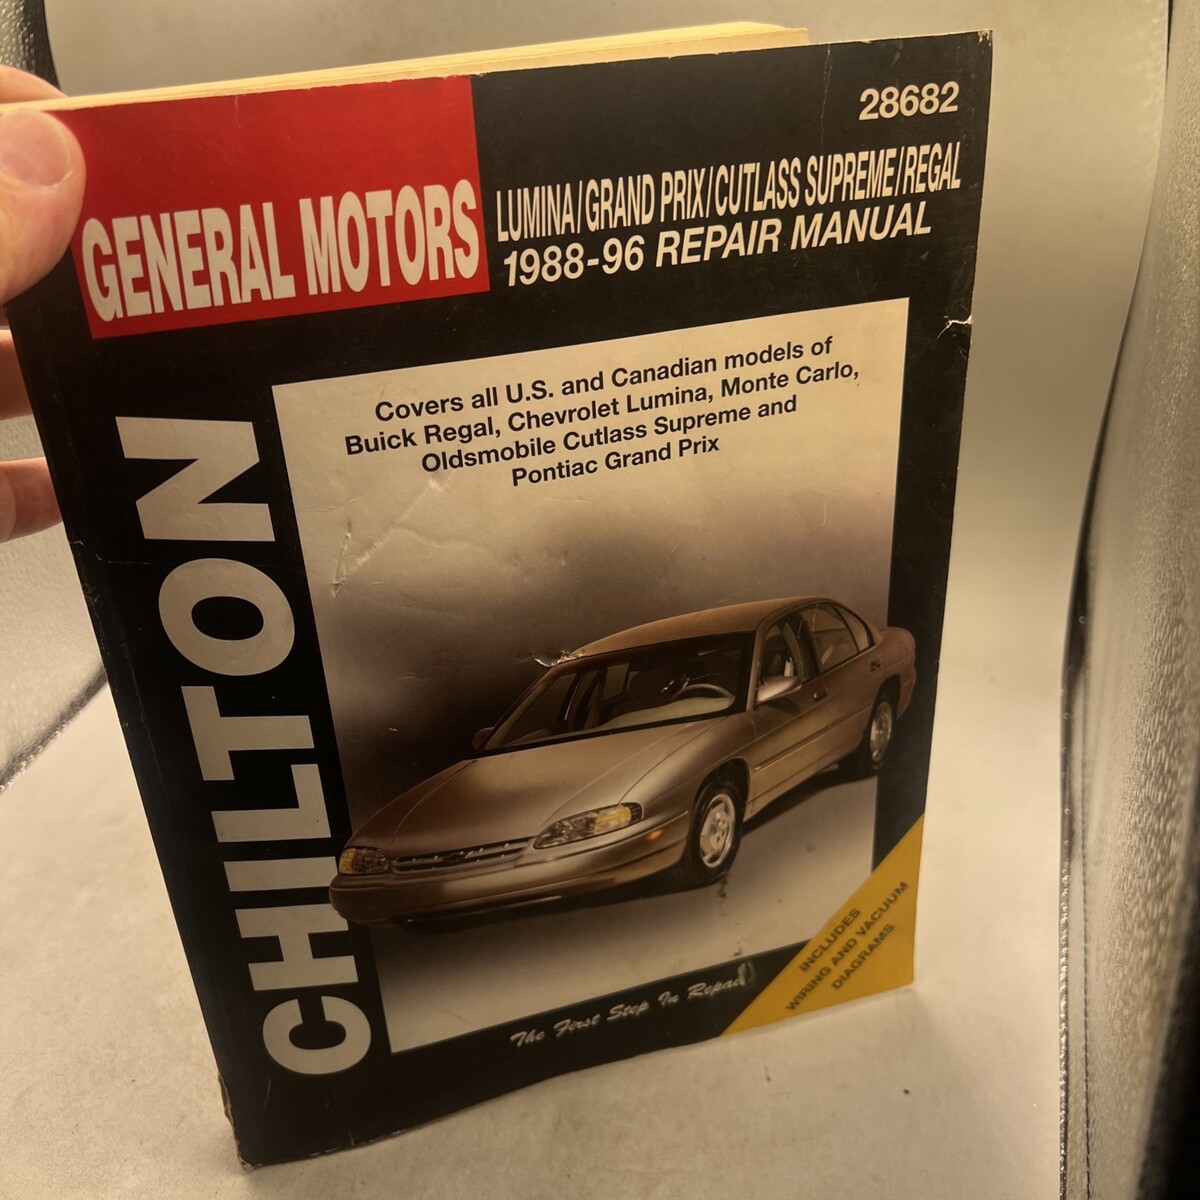 28682
GENERAL MOTORS
LUMINA/GRAND PRIX/CUTLASS SUPREME/REGAL
1988-96 REPAIR MANUAL
Covers all U.S. and Canadian models of
Buick Regal, Chevrolet Lumina, Monte Carlo,
Oldsmobile Cutlass Supreme and
Pontiac Grand Prix
CHILTON
INCLUDES
WIRING AND VACUUM
DIAGRAMS
The First Step In Repair